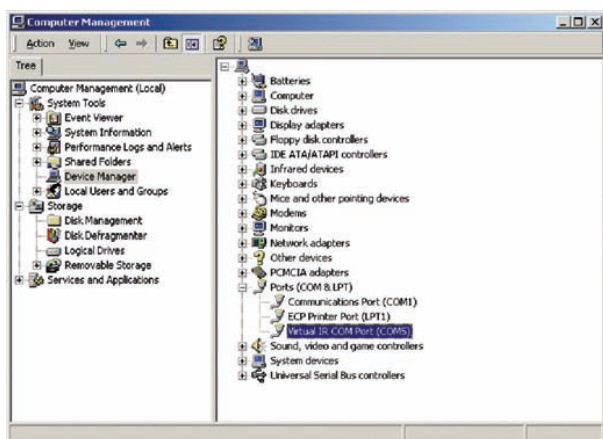 Computer Management
Action View
Tree
Computer Management (Local)
System Tools
Event Viewer
System Information
Performance Logs and Alerts
Shared Folders
Device Manager
Local Users and Groups
Storage
Disk Management
Disk Defragmenter
Logical Drives
Removable Storage
Services and Applications
Batteries
Computer
Disk drives
Display adapters
Floppy disk controllers
IDE ATA/ATAPI controllers
Infrared devices
Keyboards
Mice and other pointing devices
Modems
Monitors
Network adapters
Other devices
PCMCIA adapters
Ports (COM & LPT)
Communications Port (COM1)
ECP Printer Port (LPT1)
Virtual IR COM Port (COM5)
Sound, video and game controllers
System devices
Universal Serial Bus controllers